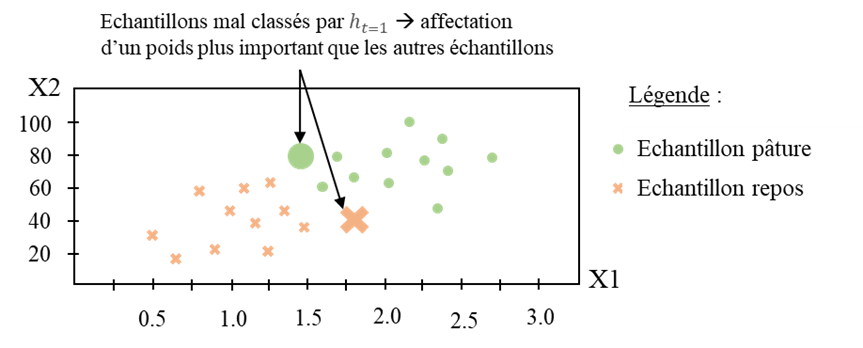 Echantillons mal classés par hₜ₌₁ → affectation
d’un poids plus important que les autres échantillons
X2
Légende :
100
80
60
40
20
Echantillon pâture
Echantillon repos
X1
0.5 1.0 1.5 2.0 2.5 3.0